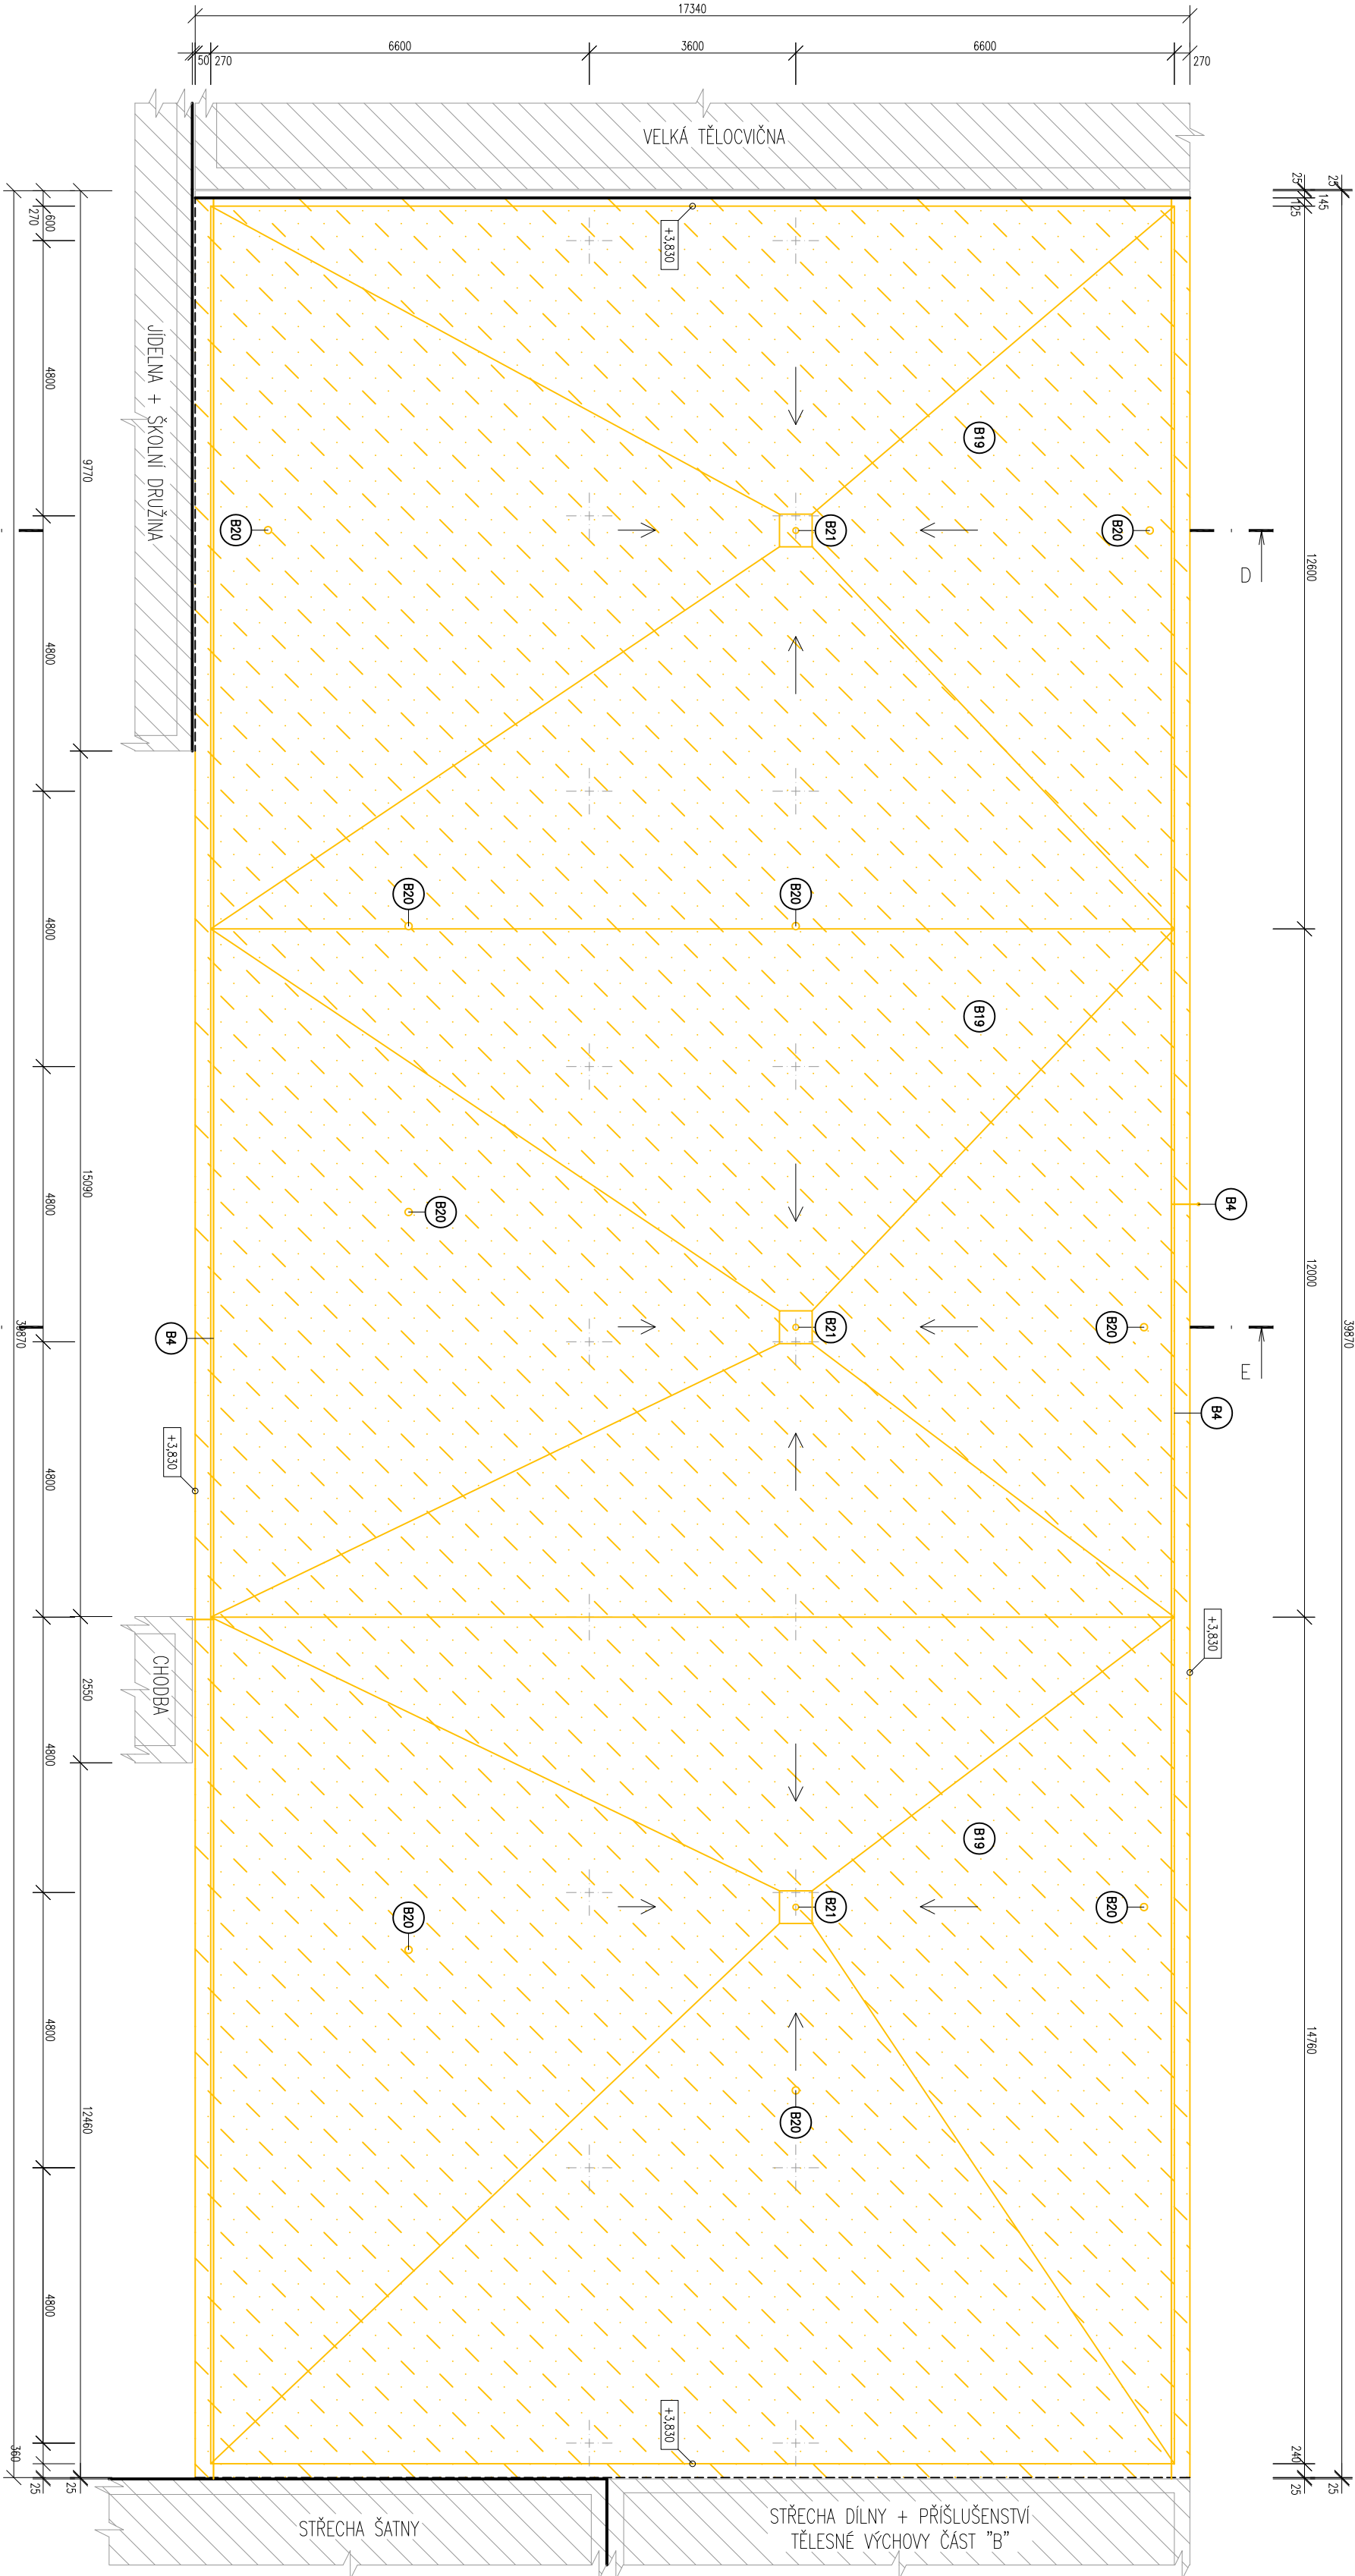 17340
6600
3600
6600
50
270
270
VELKÁ TĚLOCVIČNA
25
25
145
125
600
270
+3,830
JÍDELNA + ŠKOLNÍ DRUŽINA
4800
9770
B19
B20
B21
B20
D
12600
4800
B20
B20
4800
B19
B20
B4
15090
4800
12000
39870
39870
B4
B21
B20
E
B4
4800
+3,830
+3,830
CHODBA
2550
4800
B19
B20
B21
B20
4800
14760
B20
12460
4800
+3,830
360
25
25
240
25
25
STŘECHA ŠATNY
STŘECHA DÍLNY + PŘÍŠLUŠENSTVÍ
TĚLESNÉ VÝCHOVY ČÁST "B"